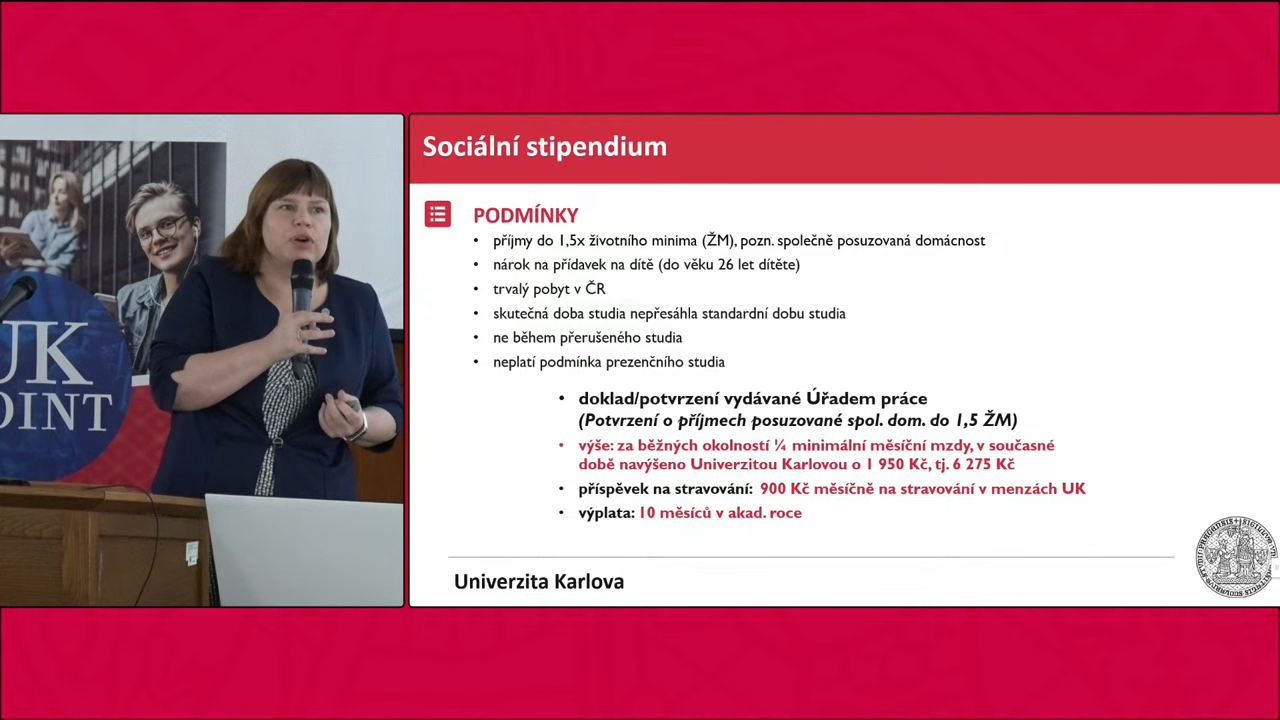 Sociální stipendium
PODMÍNKY
• příjmy do 1,5x životního minima (ŽM), pozn. společně posuzovaná domácnost
• nárok na přídavek na dítě (do věku 26 let dítěte)
• trvalý pobyt v ČR
• skutečná doba studia nepřesáhla standardní dobu studia
• ne během přerušeného studia
• neplatí podmínka prezenčního studia
• doklad/potvrzení vydávané Úřadem práce
(Potvrzení o příjmech posuzované spol. dom. do 1,5 ŽM)
• výše: za běžných okolností ¼ minimální měsíční mzdy, v současné
době navýšeno Univerzitou Karlovou o 1 950 Kč, tj. 6 275 Kč
• příspěvek na stravování: 900 Kč měsíčně na stravování v menzách UK
• výplata: 10 měsíců v akad. roce
Univerzita Karlova
UK
OINT